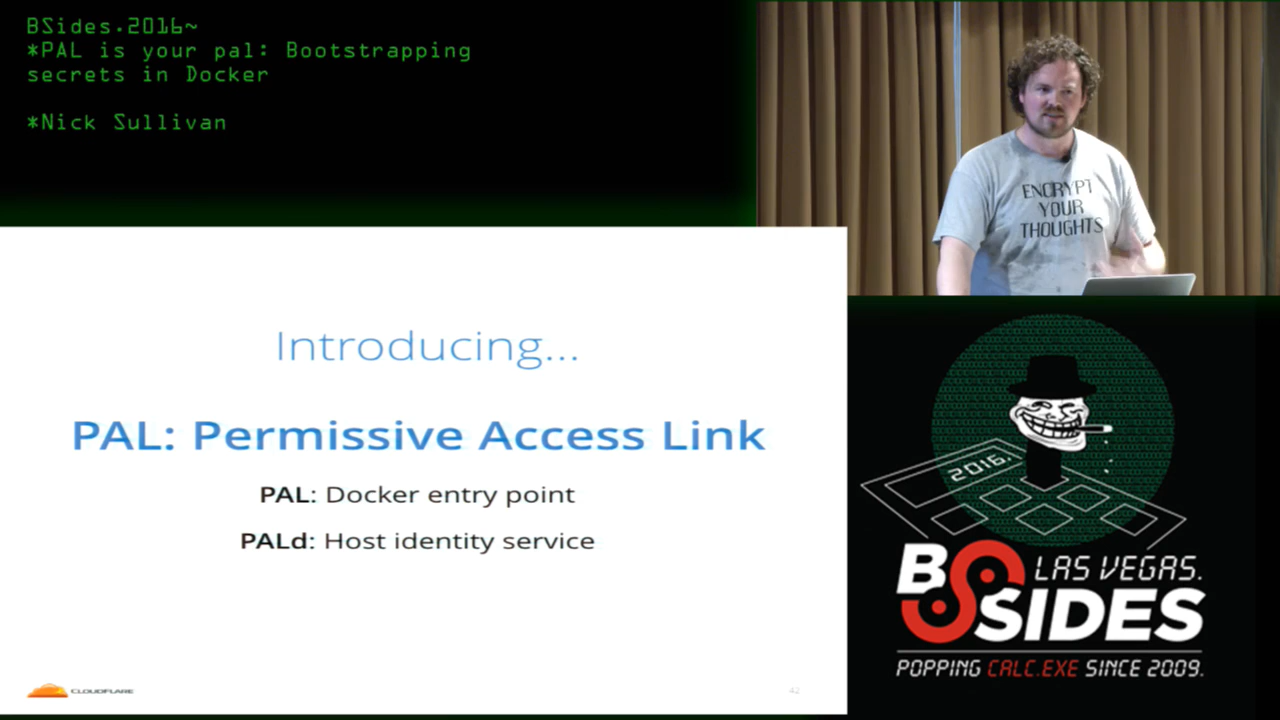 BSides.2016~
*PAL is your pal: Bootstrapping
secrets in Docker
*Nick Sullivan
ENCRYPT
YOUR
THOUGHTS
Introducing...
PAL: Permissive Access Link
PAL: Docker entry point
PALd: Host identity service
CLOUDFLARE
42
2016.
BSIDES
LAS VEGAS.
POPPING CALC.EXE SINCE 2009.